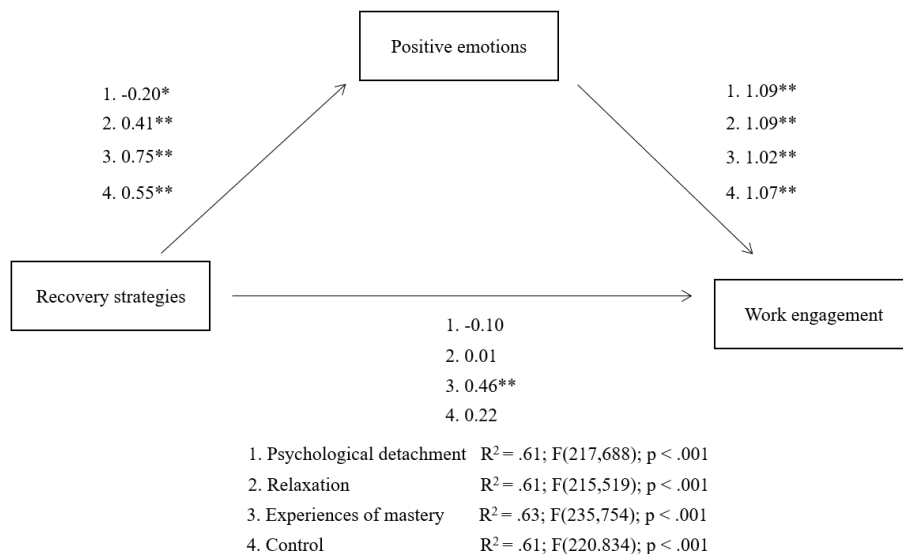 Positive emotions
1. -0.20*
2. 0.41**
3. 0.75**
4. 0.55**
1. 1.09**
2. 1.09**
3. 1.02**
4. 1.07**
Recovery strategies
Work engagement
1. -0.10
2. 0.01
3. 0.46**
4. 0.22
1. Psychological detachment R² = .61; F(217,688); p < .001
2. Relaxation R² = .61; F(215,519); p < .001
3. Experiences of mastery R² = .63; F(235,754); p < .001
4. Control R² = .61; F(220.834); p < .001